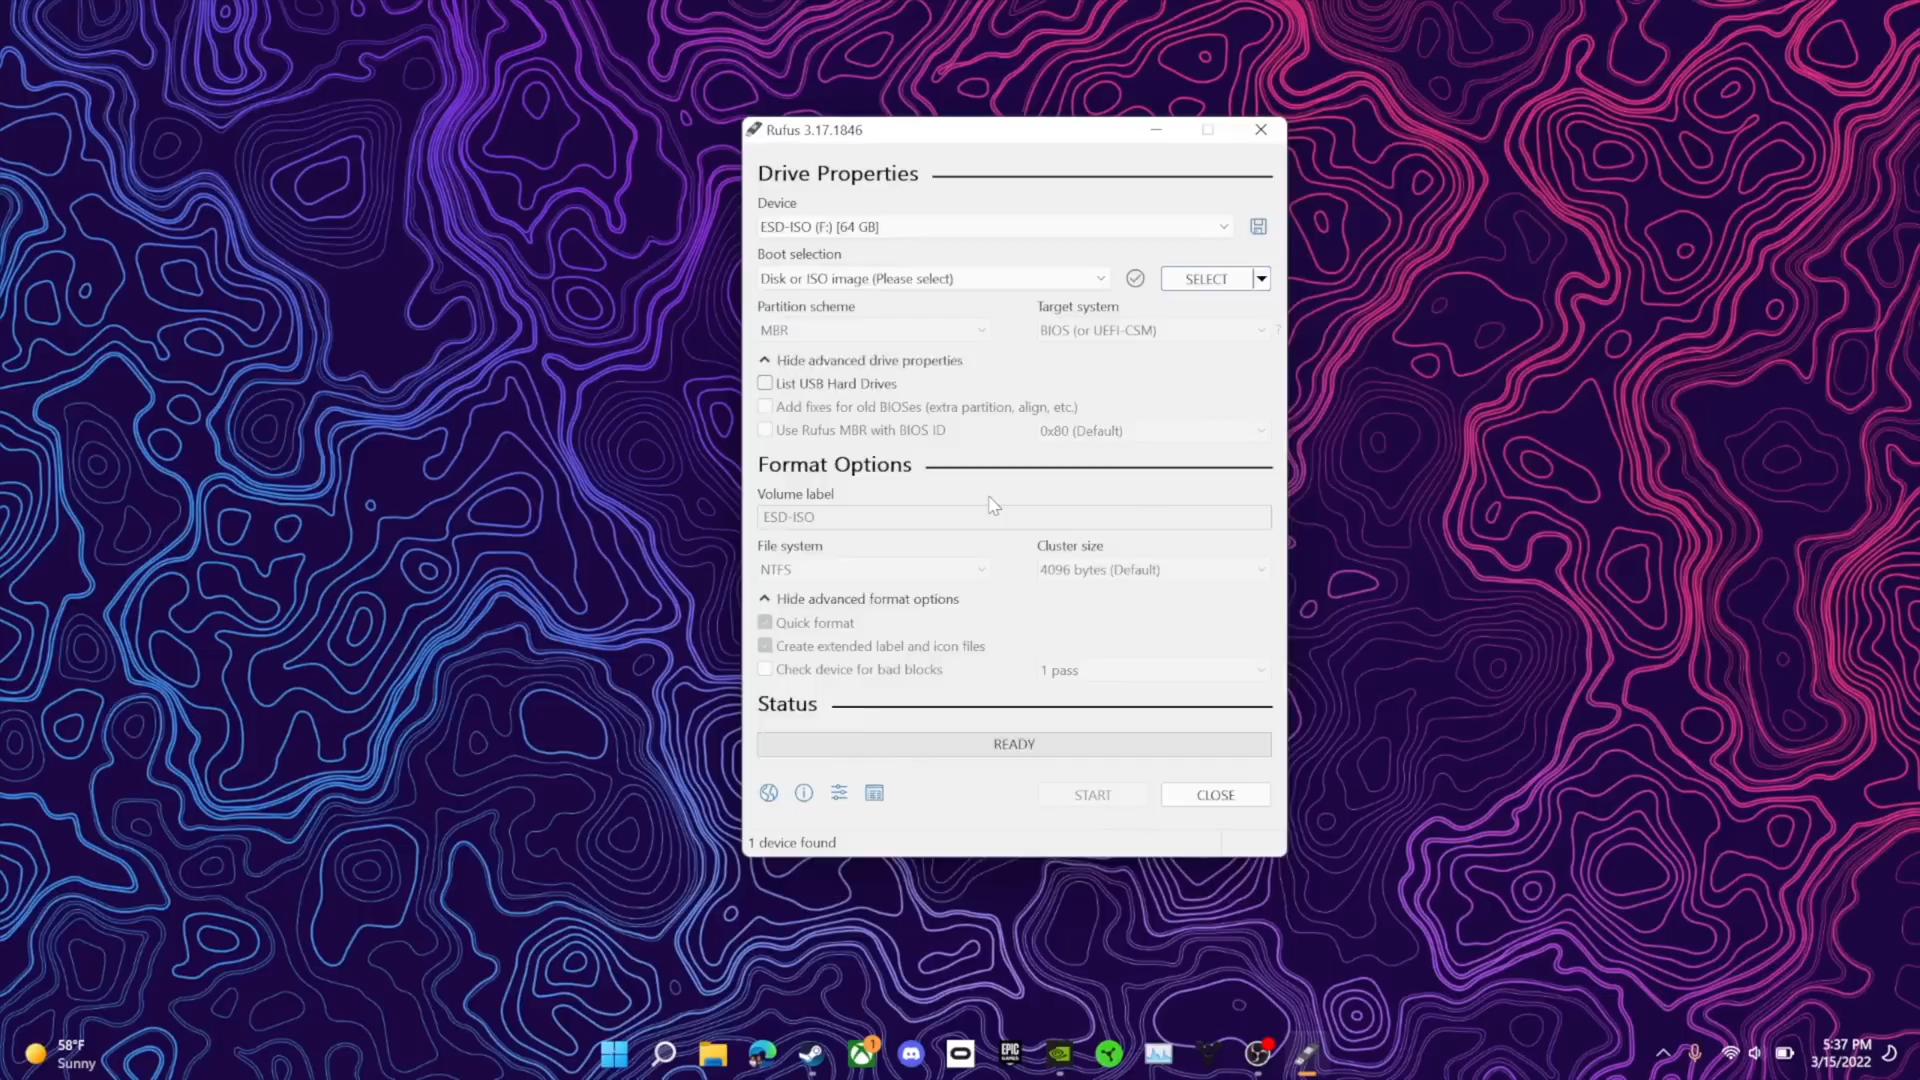 Rufus 3.17.1846
Drive Properties
Device
ESD-ISO (F:) [64 GB]
Boot selection
Disk or ISO image (Please select)
SELECT
Partition scheme
Target system
MBR
BIOS (or UEFI-CSM)
?
Hide advanced drive properties
List USB Hard Drives
Add fixes for old BIOSes (extra partition, align, etc.)
Use Rufus MBR with BIOS ID
0x80 (Default)
Format Options
Volume label
ESD-ISO
File system
Cluster size
NTFS
4096 bytes (Default)
Hide advanced format options
Quick format
Create extended label and icon files
Check device for bad blocks
1 pass
Status
READY
START
CLOSE
1 device found
58°F
Sunny
1
EPIC
GAMES
5:37 PM
3/15/2022